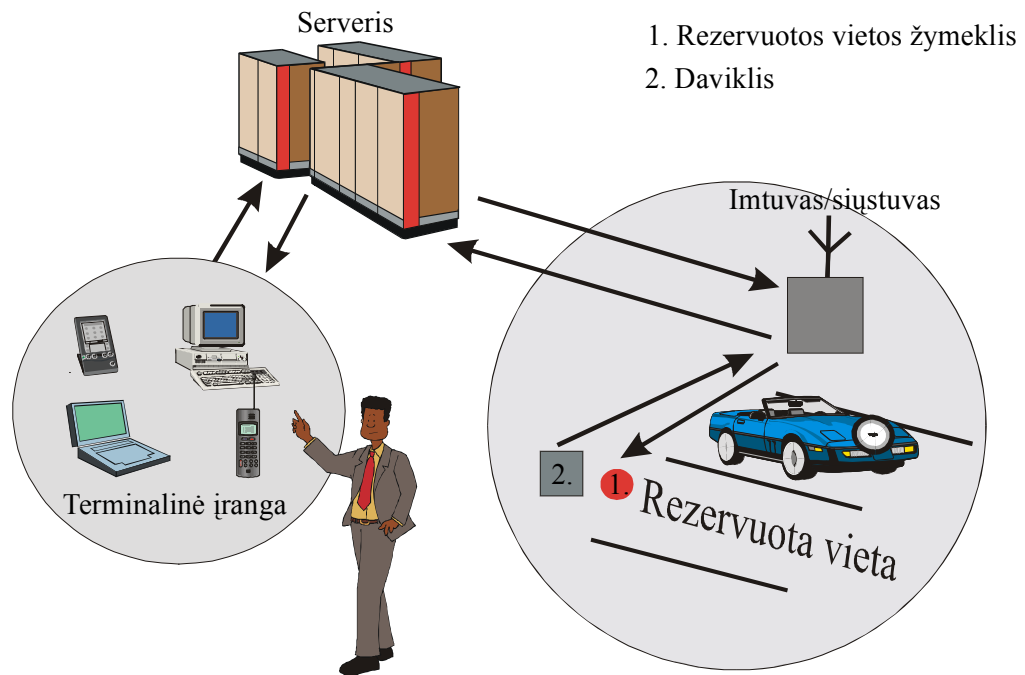 Serveris
1. Rezervuotos vietos žymeklis
2. Daviklis
Imtuvas/siųstuvas
2.
1.
Rezervuota vieta
Terminalinė įranga